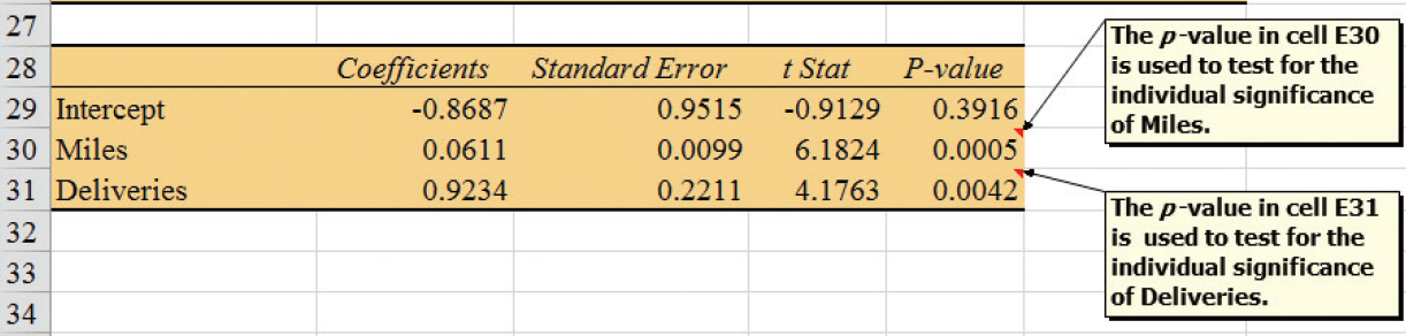 27
28 Coefficients Standard Error t Stat P-value
29 Intercept -0.8687 0.9515 -0.9129 0.3916
30 Miles 0.0611 0.0099 6.1824 0.0005
31 Deliveries 0.9234 0.2211 4.1763 0.0042
32
33
34
The p-value in cell E30
is used to test for the
individual significance
of Miles.
The p-value in cell E31
is used to test for the
individual significance
of Deliveries.